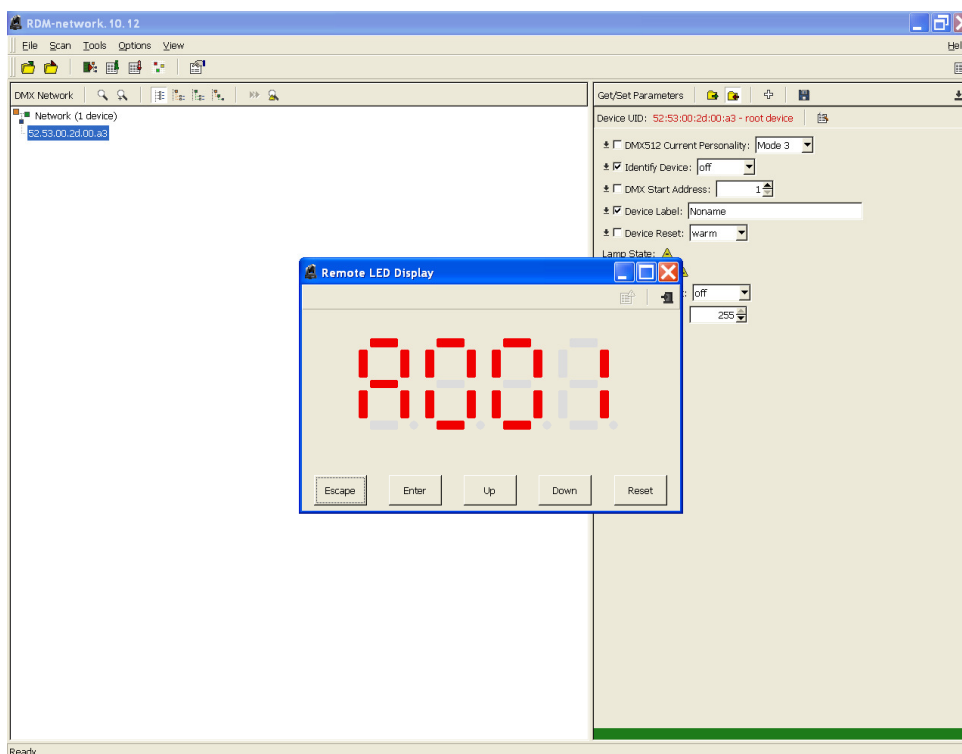 RDM-network.10.12
File Scan Tools Options View
DMX Network
Get/Set Parameters
Network (1 device)
52.53.00.2d.00.a3
Device UID: 52:53:00:2d:00:a3 - root device
DMX512 Current Personality: Mode 3
Identify Device: off
DMX Start Address: 1
Device Label: Noname
Device Reset: warm
Lamp State:
Remote LED Display
: off
255
A001
Escape Enter Up Down Reset
Ready